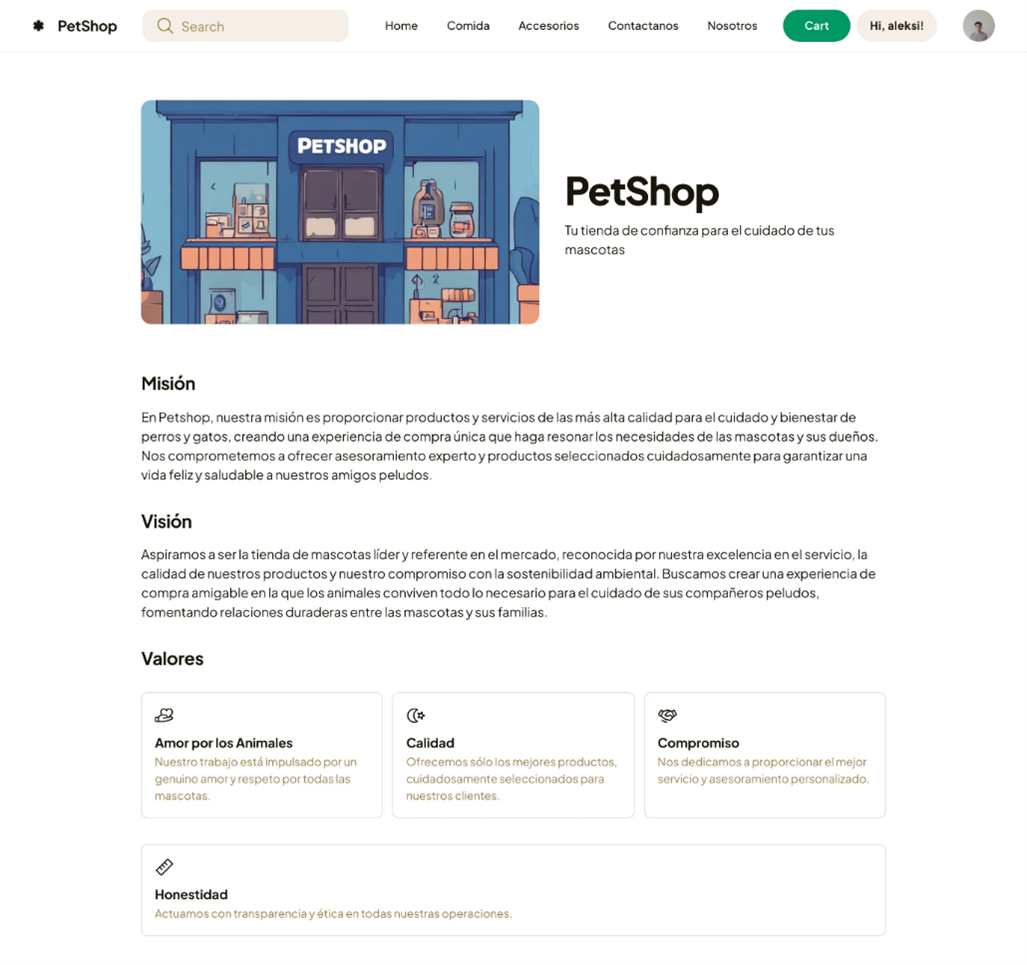 PetShop
Search
Home
Comida
Accesorios
Contactanos
Nosotros
Cart
Hi, aleksi!
PETSHOP
PetShop
Tu tienda de confianza para el cuidado de tus
mascotas
Misión
En Petshop, nuestra misión es proporcionar productos y servicios de las más alta calidad para el cuidado y bienestar de
perros y gatos, creando una experiencia de compra única que haga resonar los necesidades de las mascotas y sus dueños.
Nos comprometemos a ofrecer asesoramiento experto y productos seleccionados cuidadosamente para garantizar una
vida feliz y saludable a nuestros amigos peludos.
Visión
Aspiramos a ser la tienda de mascotas líder y referente en el mercado, reconocida por nuestra excelencia en el servicio, la
calidad de nuestros productos y nuestro compromiso con la sostenibilidad ambiental. Buscamos crear una experiencia de
compra amigable en la que los animales conviven todo lo necesario para el cuidado de sus compañeros peludos,
fomentando relaciones duraderas entre las mascotas y sus familias.
Valores
Amor por los Animales
Nuestro trabajo está impulsado por un
genuino amor y respeto por todas las
mascotas.
Calidad
Ofrecemos sólo los mejores productos,
cuidadosamente seleccionados para
nuestros clientes.
Compromiso
Nos dedicamos a proporcionar el mejor
servicio y asesoramiento personalizado.
Honestidad
Actuamos con transparencia y ética en todas nuestras operaciones.